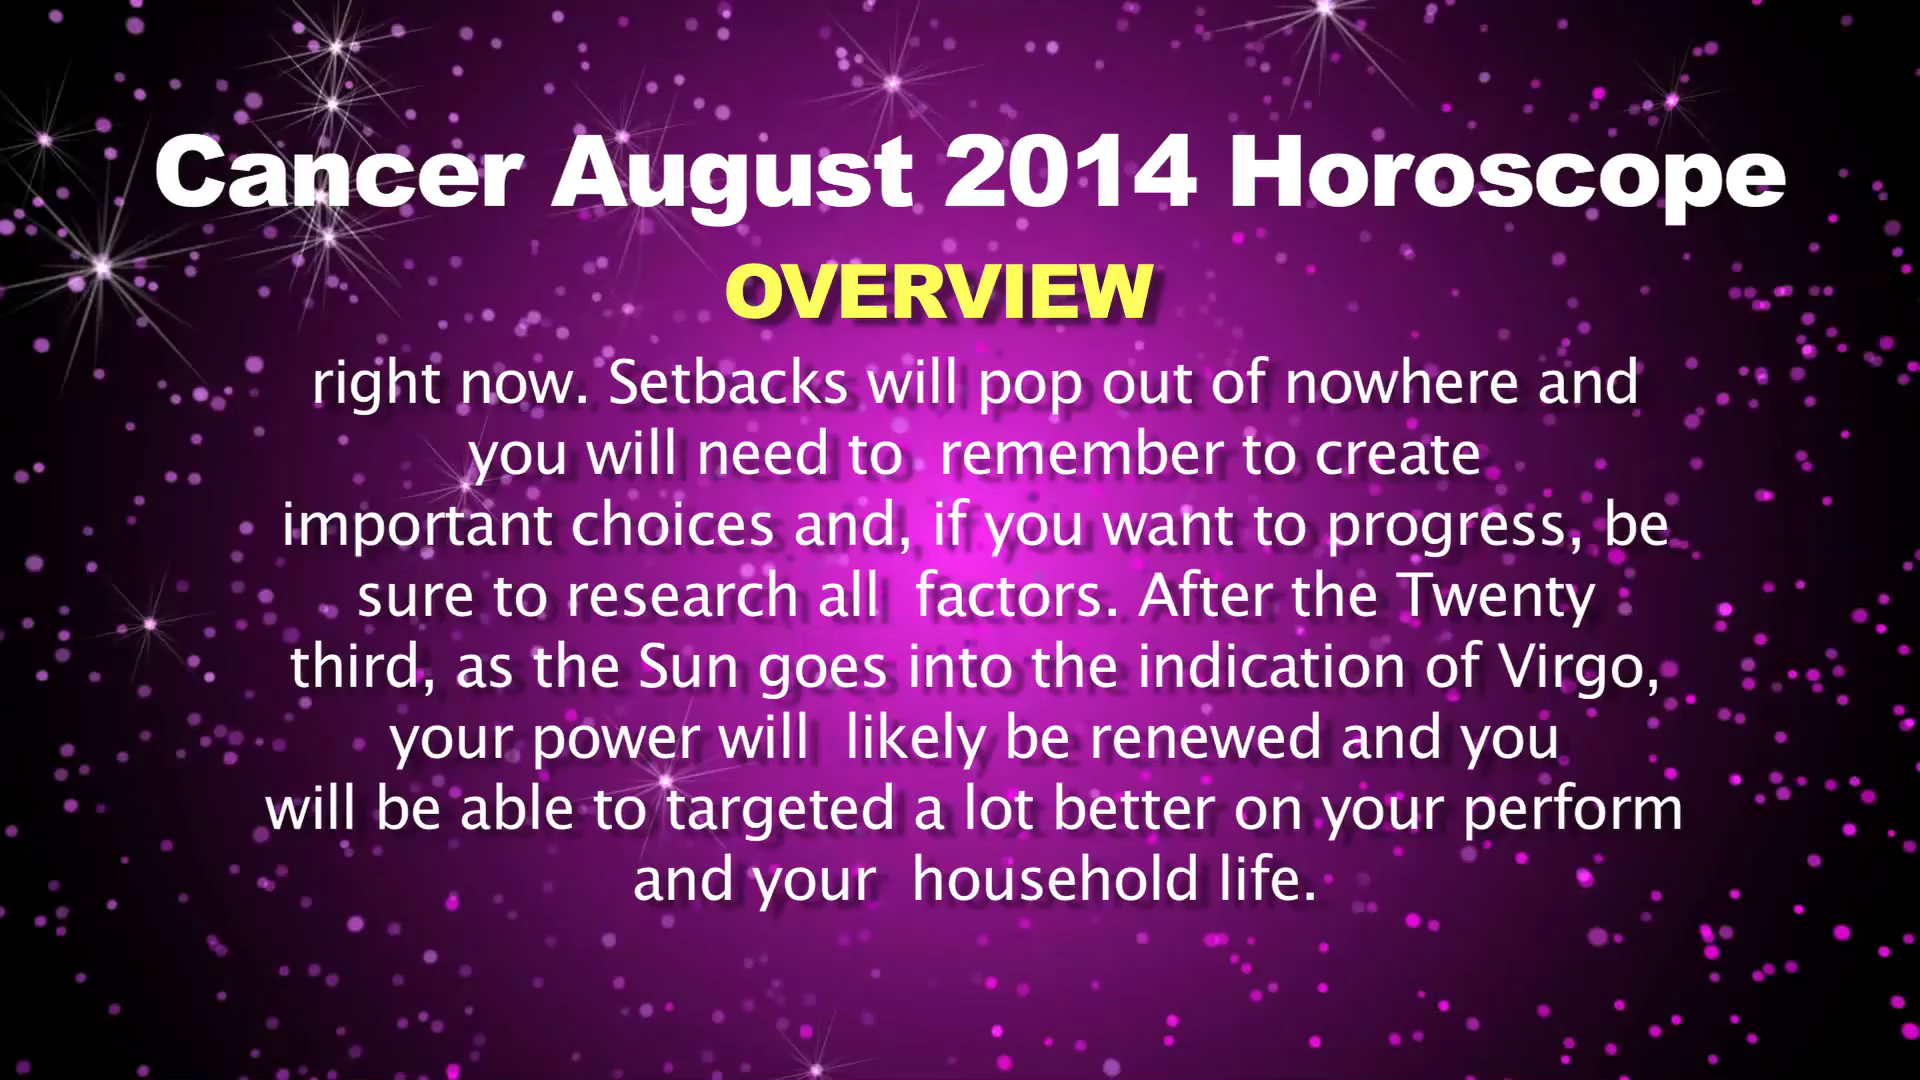 Cancer August 2014 Horoscope
OVERVIEW
right now. Setbacks will pop out of nowhere and
you will need to  remember to create
important choices and, if you want to progress, be
sure to research all  factors. After the Twenty
third, as the Sun goes into the indication of Virgo,
your power will  likely be renewed and you
will be able to targeted a lot better on your perform
and your  household life.